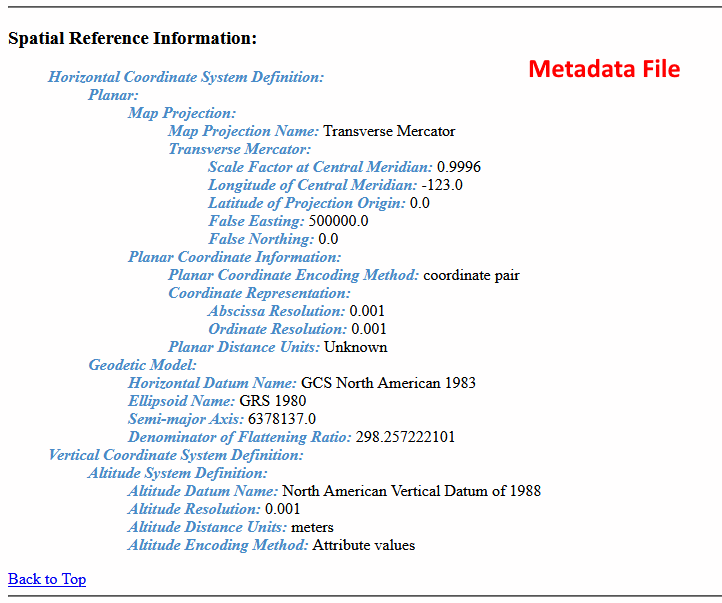 Spatial Reference Information:
Metadata File
Horizontal Coordinate System Definition:
Planar:
Map Projection:
Map Projection Name: Transverse Mercator
Transverse Mercator:
Scale Factor at Central Meridian: 0.9996
Longitude of Central Meridian: -123.0
Latitude of Projection Origin: 0.0
False Easting: 500000.0
False Northing: 0.0
Planar Coordinate Information:
Planar Coordinate Encoding Method: coordinate pair
Coordinate Representation:
Abscissa Resolution: 0.001
Ordinate Resolution: 0.001
Planar Distance Units: Unknown
Geodetic Model:
Horizontal Datum Name: GCS North American 1983
Ellipsoid Name: GRS 1980
Semi-major Axis: 6378137.0
Denominator of Flattening Ratio: 298.257222101
Vertical Coordinate System Definition:
Altitude System Definition:
Altitude Datum Name: North American Vertical Datum of 1988
Altitude Resolution: 0.001
Altitude Distance Units: meters
Altitude Encoding Method: Attribute values
Back to Top